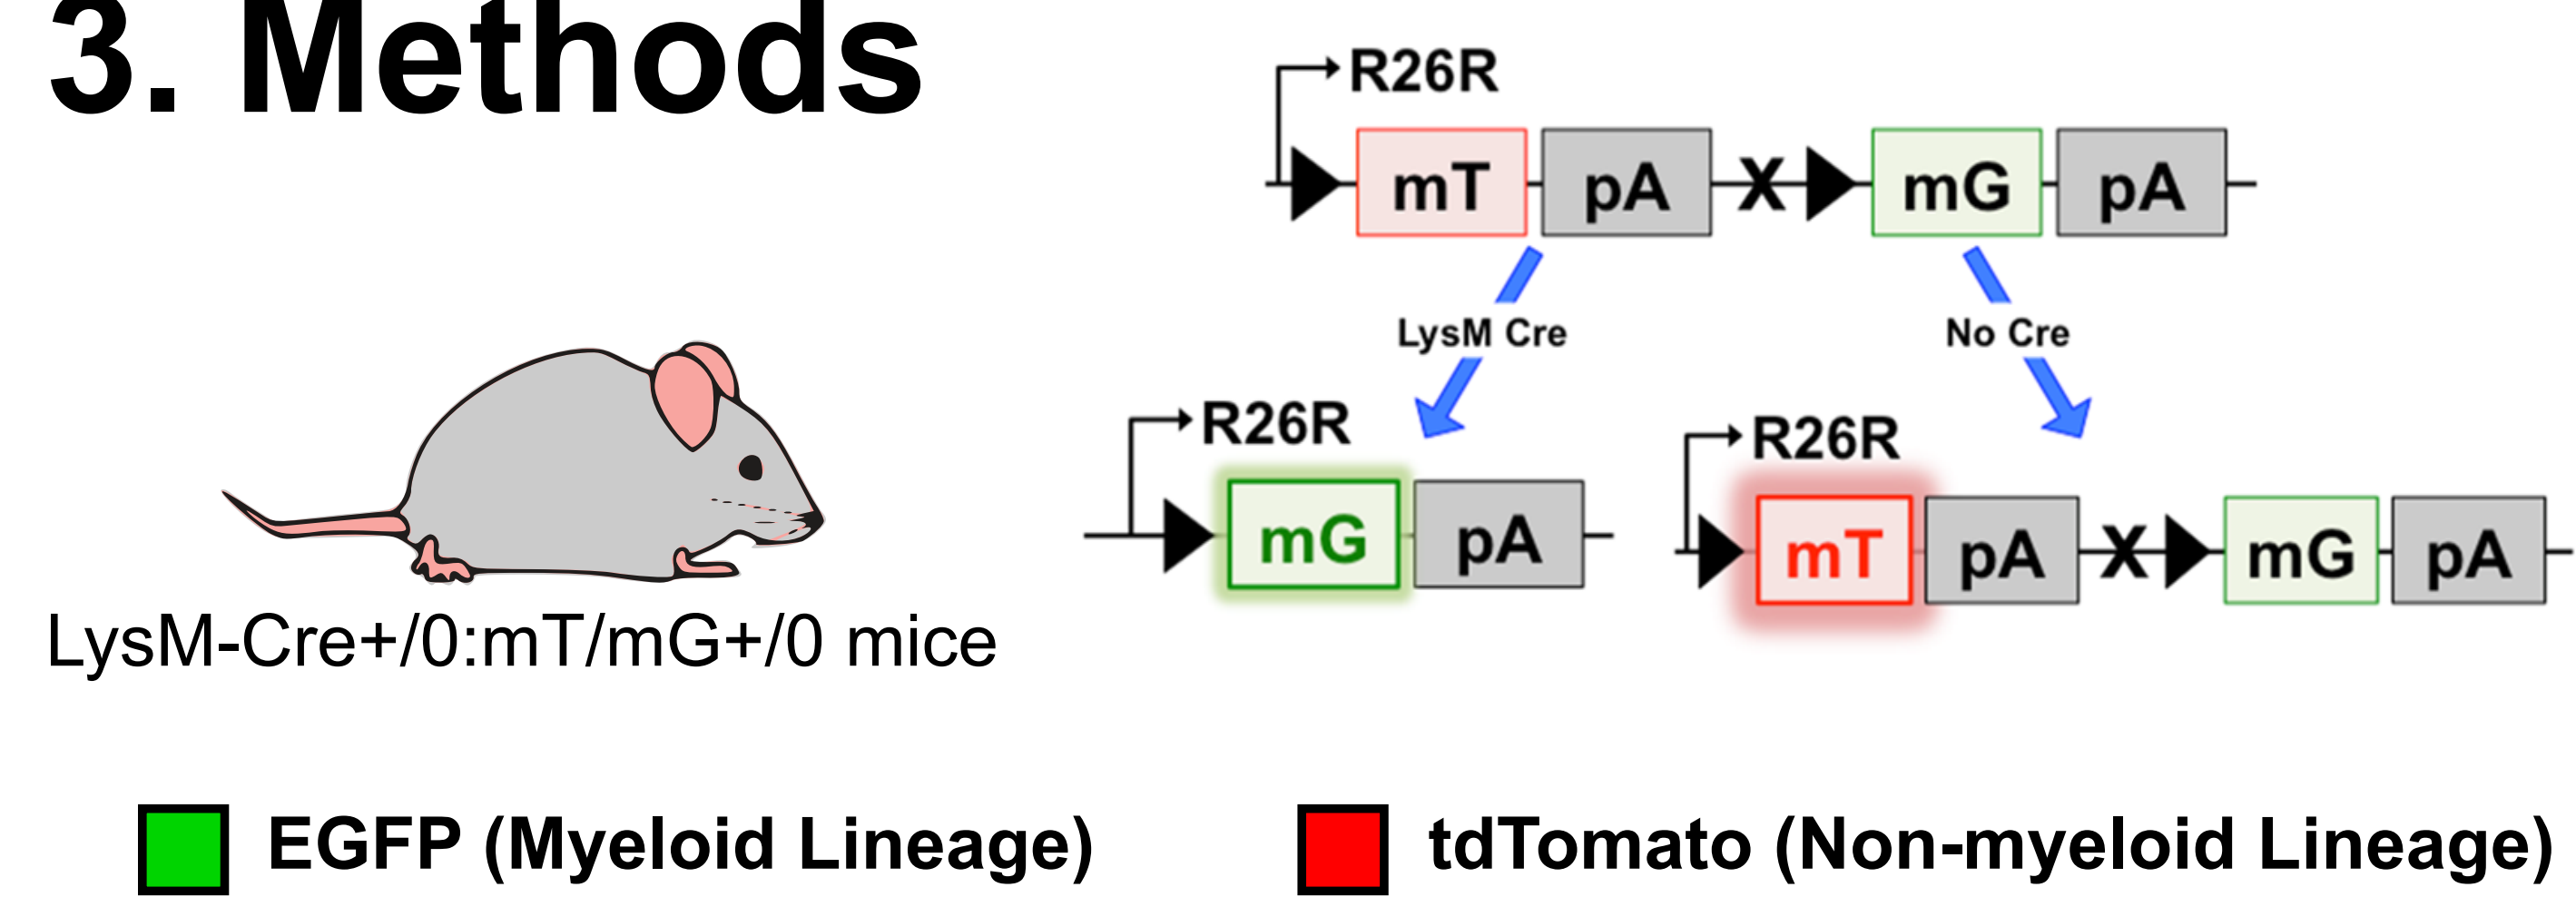 3. Methods
R26R
mT pA X mG pA
LysM Cre No Cre
R26R R26R
mG pA mT pA X mG pA
LysM-Cre+/0:mT/mG+/0 mice
EGFP (Myeloid Lineage) tdTomato (Non-myeloid Lineage)